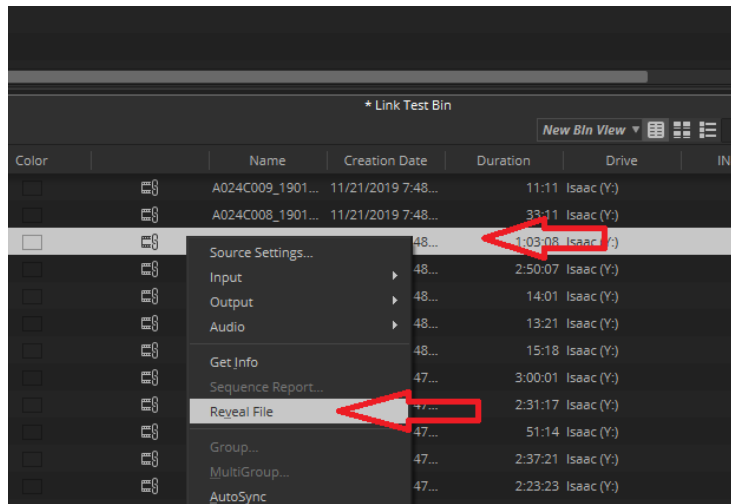 * Link Test Bin
New Bin View
Color Name Creation Date Duration Drive IN
A024C009_1901... 11/21/2019 7:48... 11:11 Isaac (Y:)
A024C008_1901... 11/21/2019 7:48... 33:11 Isaac (Y:)
48... 1:03:08 Isaac (Y:)
Source Settings...
Input 48... 2:50:07 Isaac (Y:)
Output 48... 14:01 Isaac (Y:)
Audio 48... 13:21 Isaac (Y:)
48... 15:18 Isaac (Y:)
Get Info
47... 3:00:01 Isaac (Y:)
Sequence Report...
Reveal File 47... 2:31:17 Isaac (Y:)
47... 51:14 Isaac (Y:)
Group...
47... 2:37:21 Isaac (Y:)
MultiGroup...
47... 2:23:23 Isaac (Y:)
AutoSync